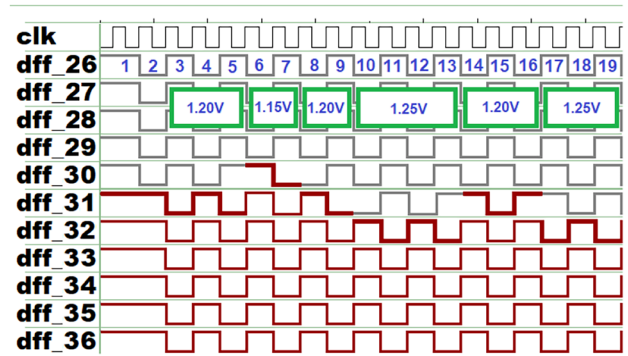 clk
dff_26 1 2 3 4 5 6 7 8 9 10 11 12 13 14 15 16 17 18 19
dff_27
1.20V 1.15V 1.20V 1.25V 1.20V 1.25V
dff_28
dff_29
dff_30
dff_31
dff_32
dff_33
dff_34
dff_35
dff_36